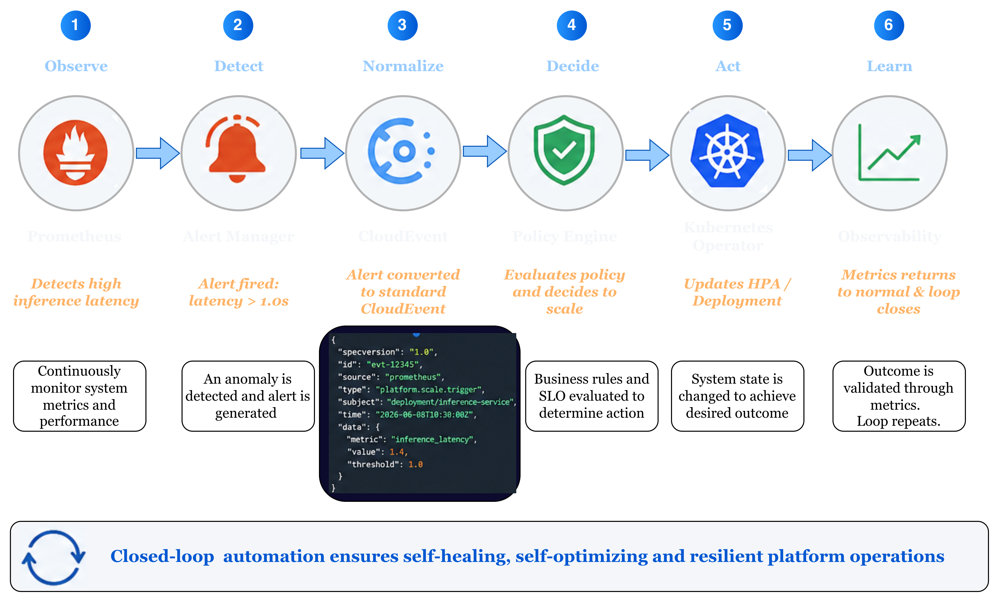 1
2
3
4
5
6
Observe
Detect
Normalize
Decide
Act
Learn
Prometheus
Alert Manager
CloudEvent
Policy Engine
Kubernetes
Operator
Observability
Detects high
inference latency
Alert fired:
latency > 1.0s
Alert converted
to standard
CloudEvent
Evaluates policy
and decides to
scale
Updates HPA /
Deployment
Metrics returns
to normal & loop
closes
Continuously
monitor system
metrics and
performance
An anomaly is
detected and alert is
generated
{
"specversion": "1.0",
"id": "evt-12345",
"source": "prometheus",
"type": "platform.scale.trigger",
"subject": "deployment/inference-service",
"time": "2026-06-08T10:30:00Z",
"data": {
"metric": "inference_latency",
"value": 1.4,
"threshold": 1.0
}
}
Business rules and
SLO evaluated to
determine action
System state is
changed to achieve
desired outcome
Outcome is
validated through
metrics.
Loop repeats.
Closed-loop automation ensures self-healing, self-optimizing and resilient platform operations